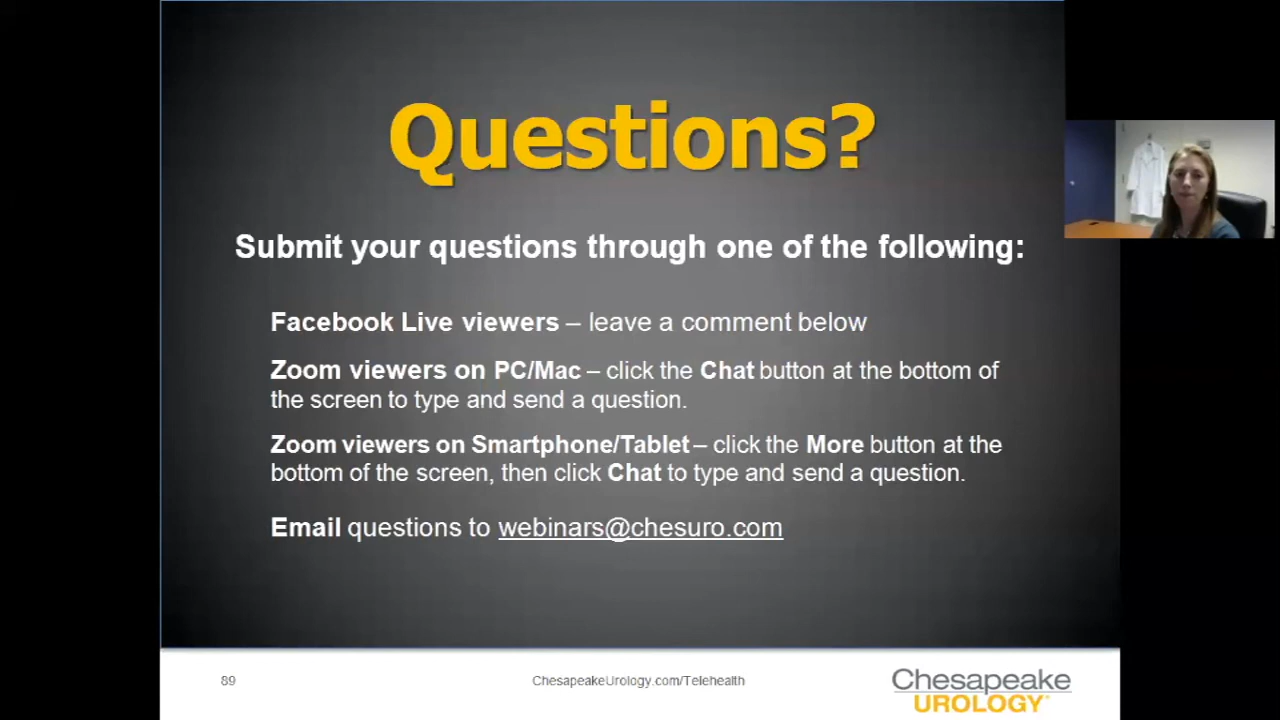 Questions?
Submit your questions through one of the following:
Facebook Live viewers – leave a comment below
Zoom viewers on PC/Mac – click the Chat button at the bottom of
the screen to type and send a question.
Zoom viewers on Smartphone/Tablet – click the More button at the
bottom of the screen, then click Chat to type and send a question.
Email questions to webinars@chesuro.com
89
ChesapeakeUrology.com/Telehealth
Chesapeake
UROLOGY